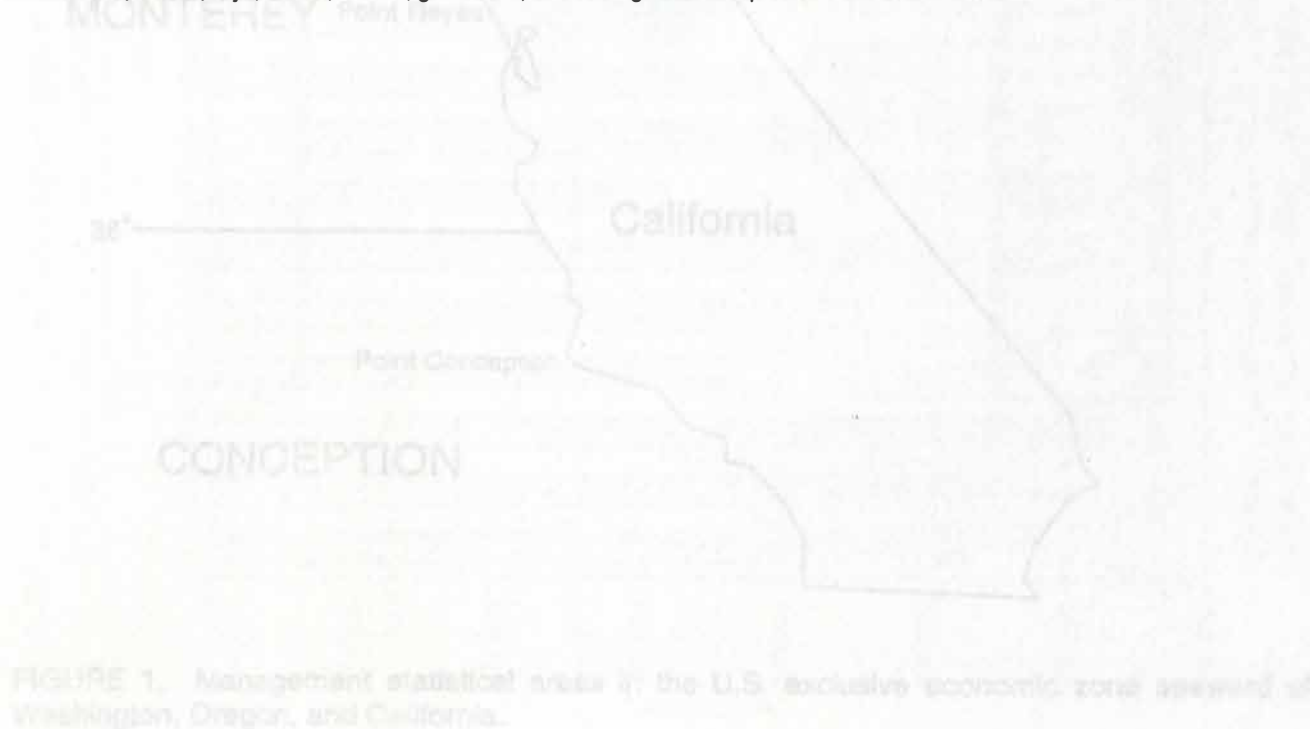 MONTEREY Point Reyes
California
36°
Point Conception
CONCEPTION
FIGURE 1. Management statistical areas in the U.S. exclusive economic zone seaward of
Washington, Oregon, and California.